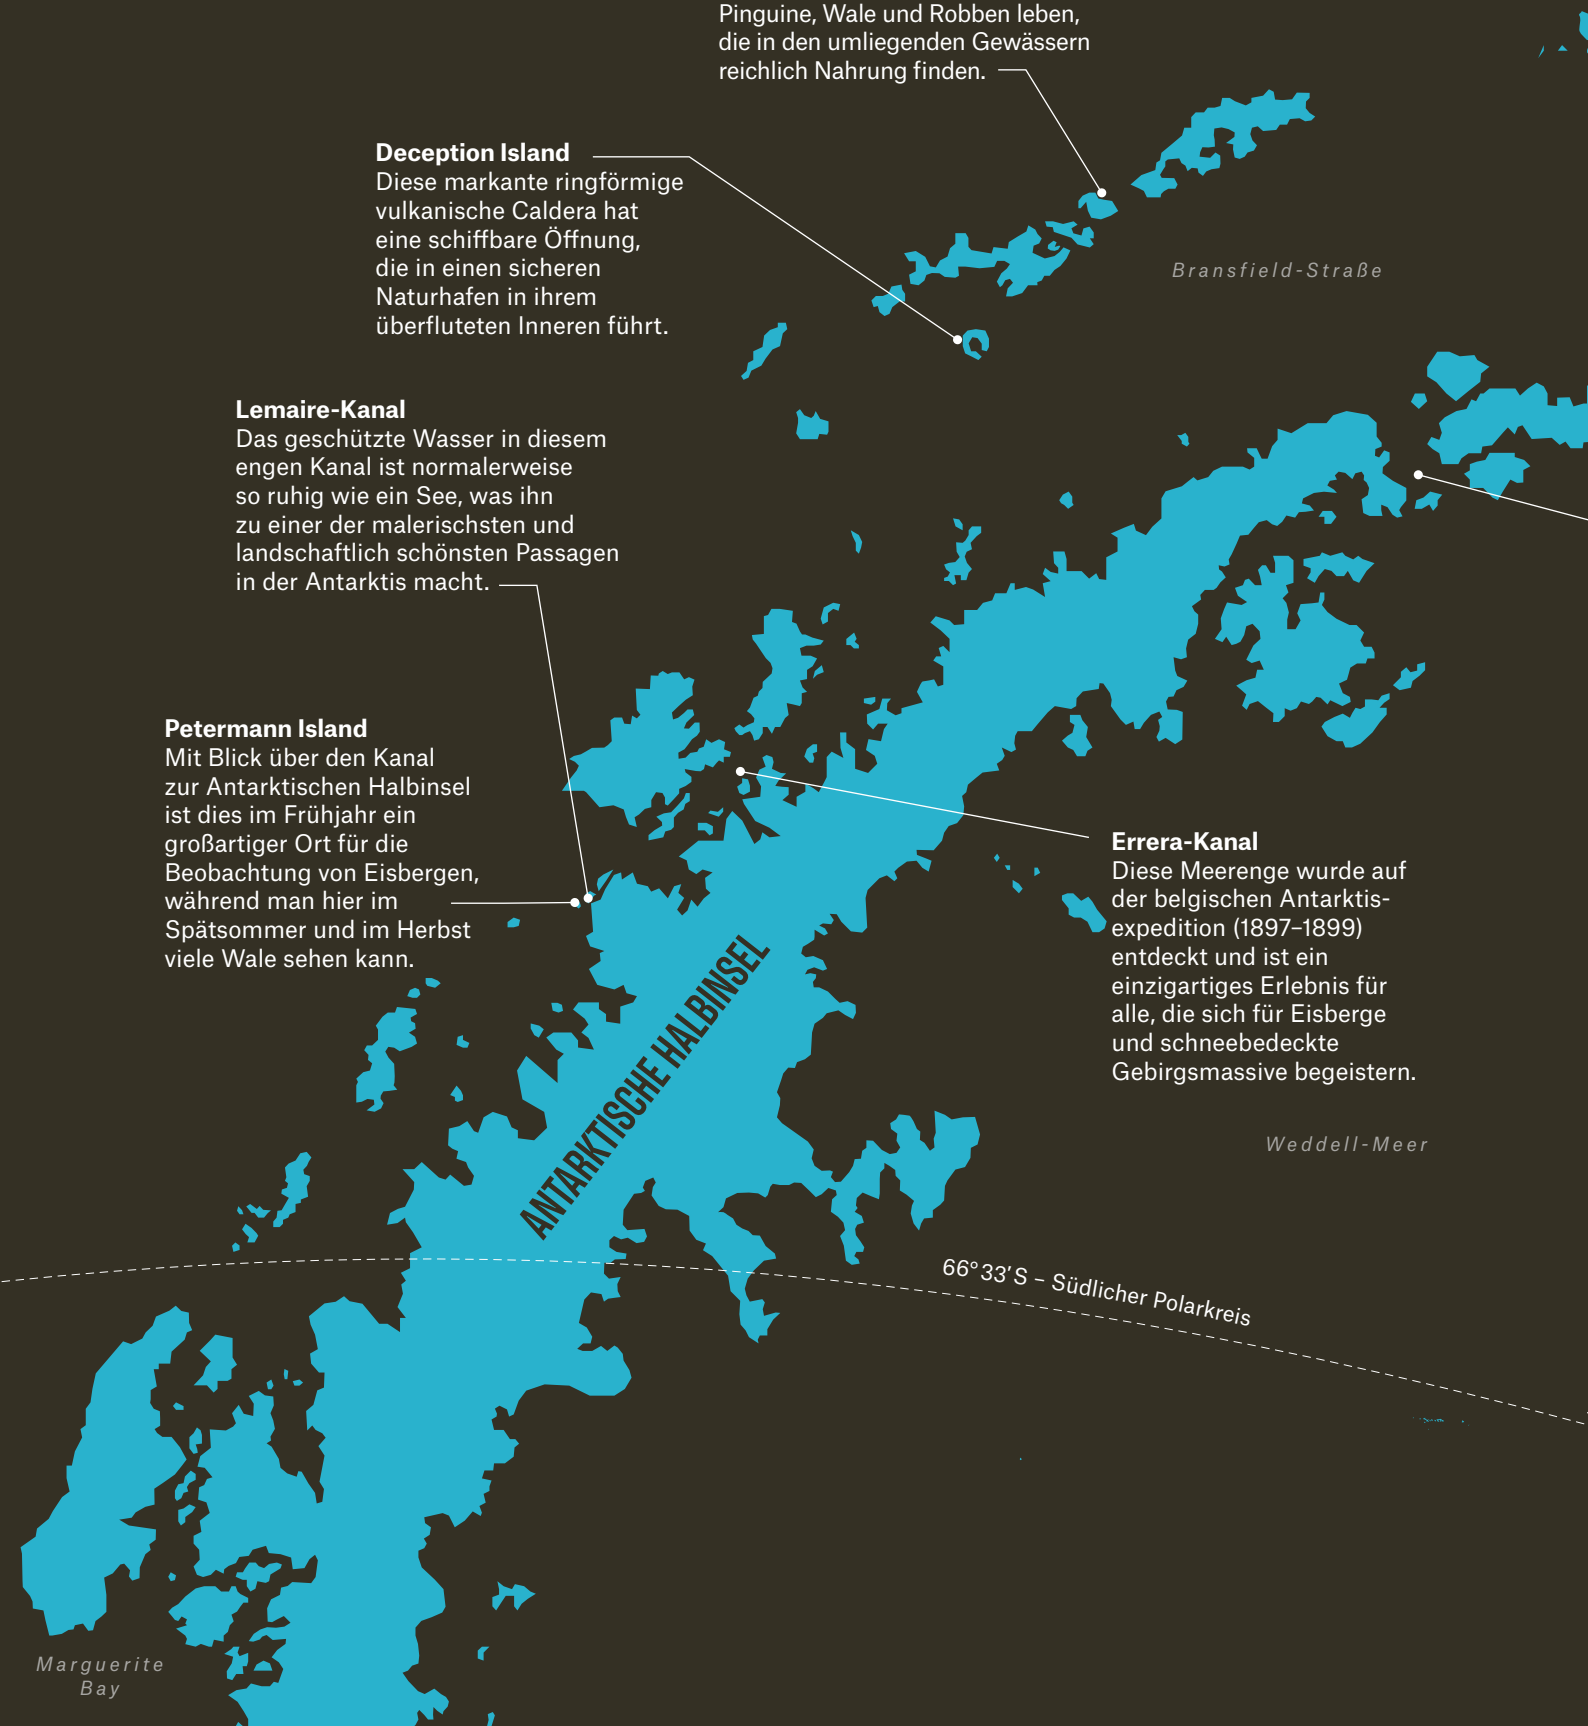 Pinguine, Wale und Robben leben,
die in den umliegenden Gewässern
reichlich Nahrung finden.
Deception Island
Diese markante ringförmige
vulkanische Caldera hat
eine schiffbare Öffnung,
die in einen sicheren
Naturhafen in ihrem
überfluteten Inneren führt.
Bransfield-Straße
Lemaire-Kanal
Das geschützte Wasser in diesem
engen Kanal ist normalerweise
so ruhig wie ein See, was ihn
zu einer der malerischsten und
landschaftlich schönsten Passagen
in der Antarktis macht.
Petermann Island
Mit Blick über den Kanal
zur Antarktischen Halbinsel
ist dies im Frühjahr ein
großartiger Ort für die
Beobachtung von Eisbergen,
während man hier im
Spätsommer und im Herbst
viele Wale sehen kann.
Errera-Kanal
Diese Meerenge wurde auf
der belgischen Antarktis-
expedition (1897–1899)
entdeckt und ist ein
einzigartiges Erlebnis für
alle, die sich für Eisberge
und schneebedeckte
Gebirgsmassive begeistern.
ANTARKTISCHE HALBINSEL
Weddell-Meer
66°33'S – Südlicher Polarkreis
Marguerite
Bay